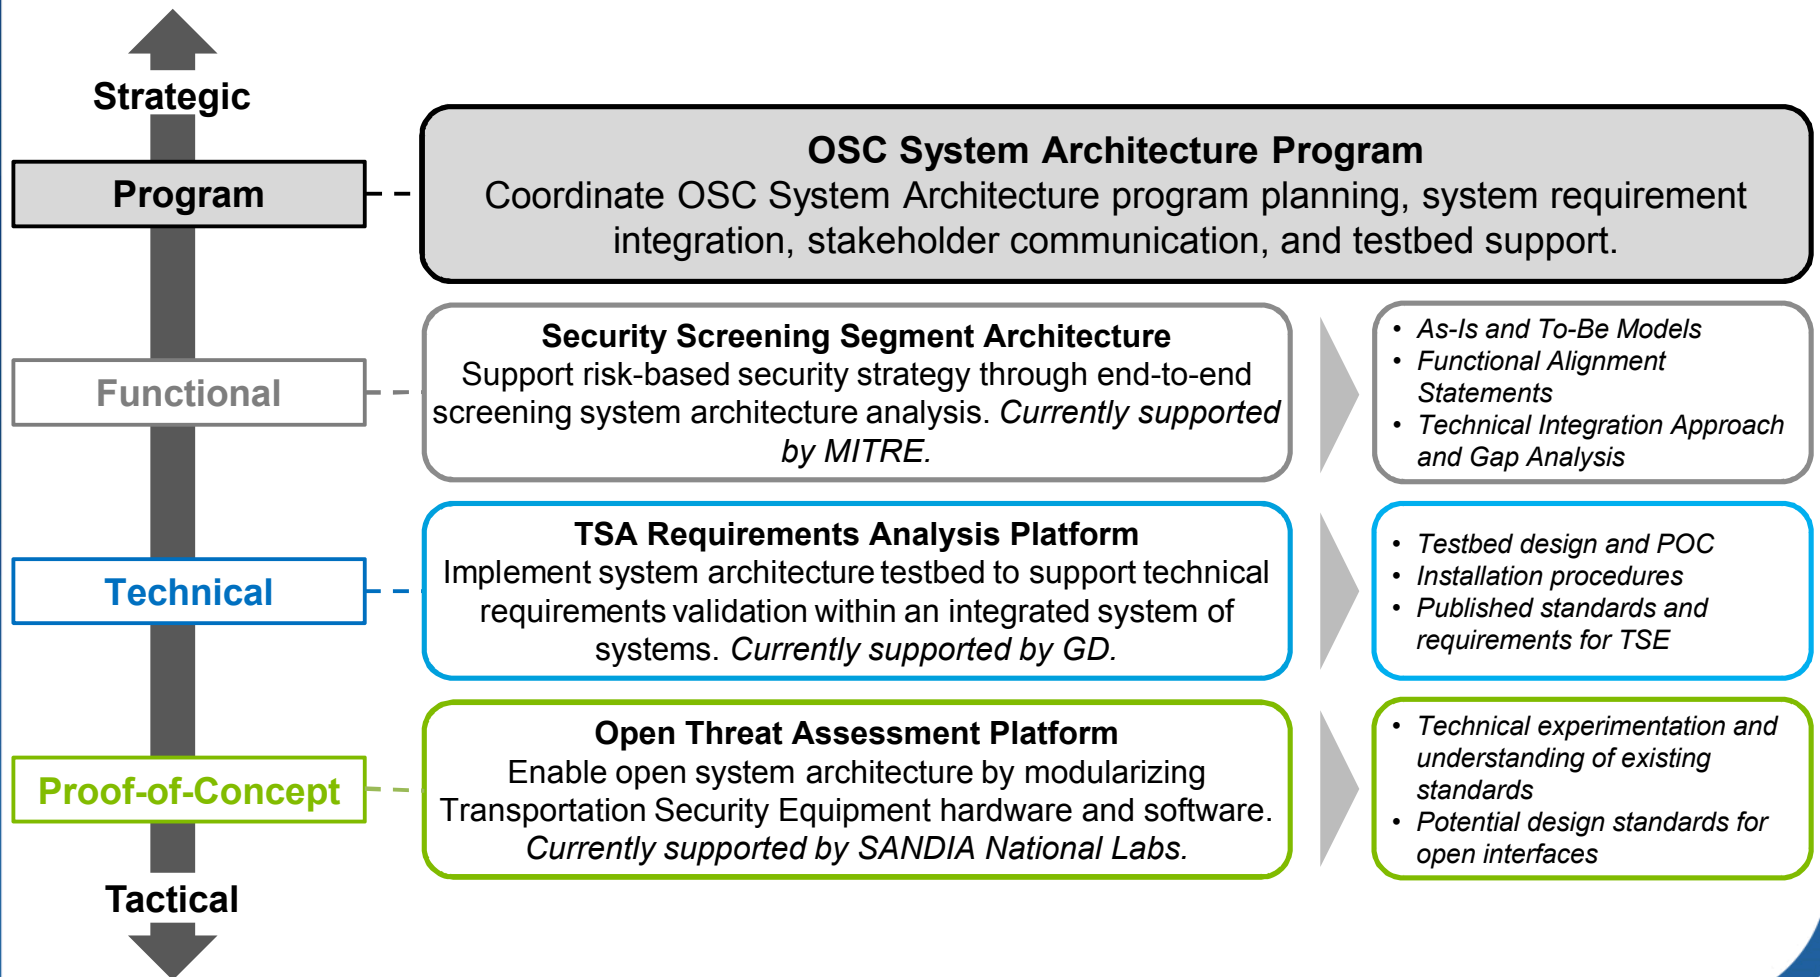 Strategic
Program
OSC System Architecture Program
Coordinate OSC System Architecture program planning, system requirement
integration, stakeholder communication, and testbed support.
Functional
Security Screening Segment Architecture
Support risk-based security strategy through end-to-end
screening system architecture analysis. Currently supported
by MITRE.
• As-Is and To-Be Models
• Functional Alignment
Statements
• Technical Integration Approach
and Gap Analysis
Technical
TSA Requirements Analysis Platform
Implement system architecture testbed to support technical
requirements validation within an integrated system of
systems. Currently supported by GD.
• Testbed design and POC
• Installation procedures
• Published standards and
requirements for TSE
Proof-of-Concept
Open Threat Assessment Platform
Enable open system architecture by modularizing
Transportation Security Equipment hardware and software.
Currently supported by SANDIA National Labs.
• Technical experimentation and
understanding of existing
standards
• Potential design standards for
open interfaces
Tactical